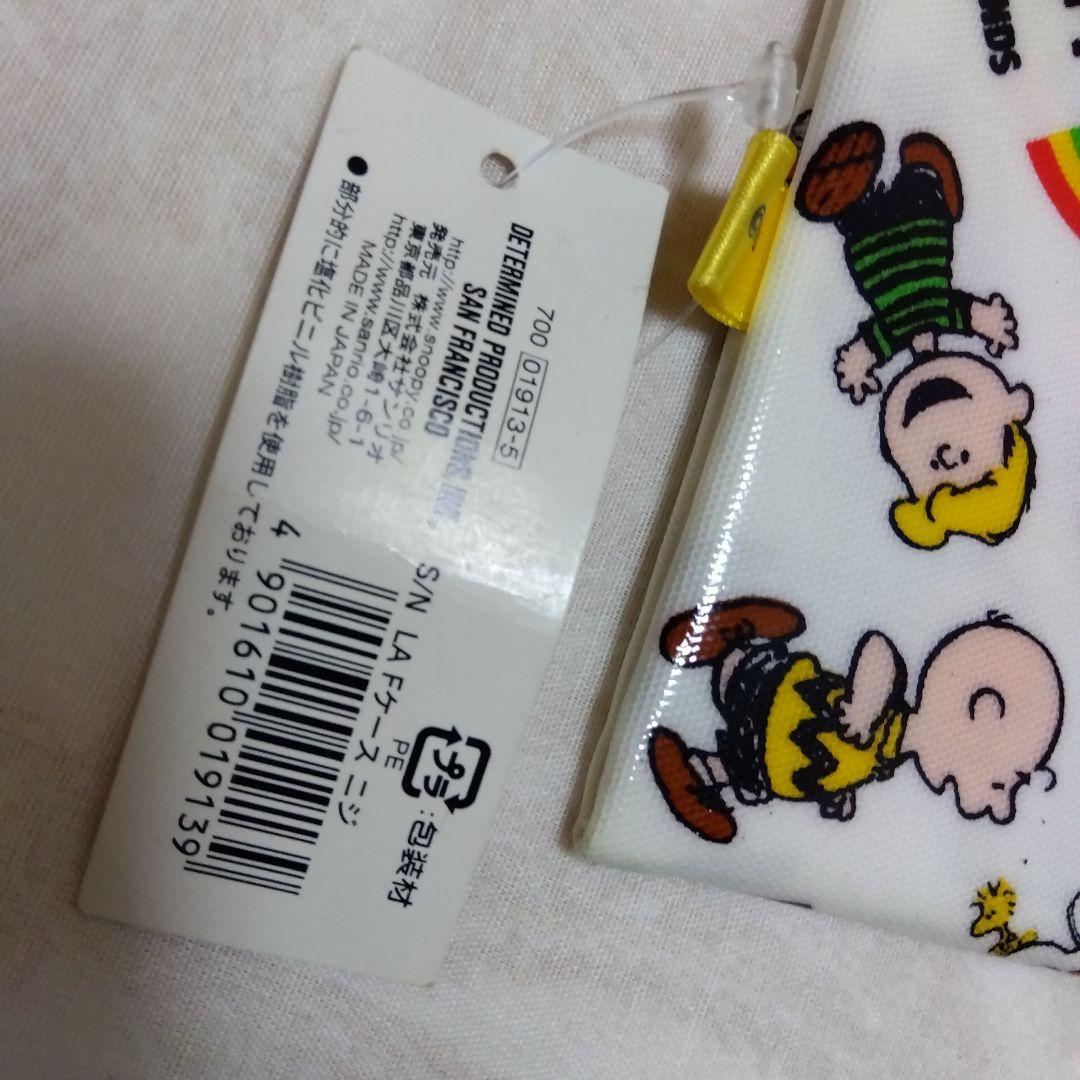 700 01913-5
DETERMINED PRODUCTIONS INC.
SAN FRANCISCO
http://www.snoopy.co.jp/
発売元 株式会社サンリオ
東京都品川区大崎1-6-1
http://www.sanrio.co.jp/
MADE IN JAPAN
●部分的に塩化ビニル樹脂を使用しております。
プラ :包装材
PE
S/N LA Fケース ニジ
4 901610 019139